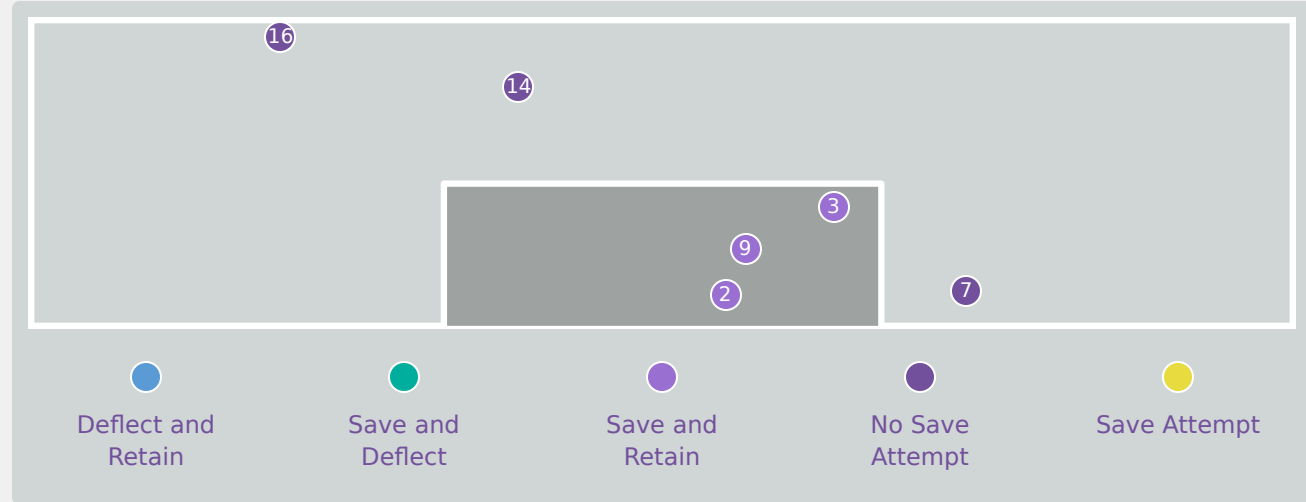 16
14
3
9
2
7
Deflect and
Retain
Save and
Deflect
Save and
Retain
No Save
Attempt
Save Attempt